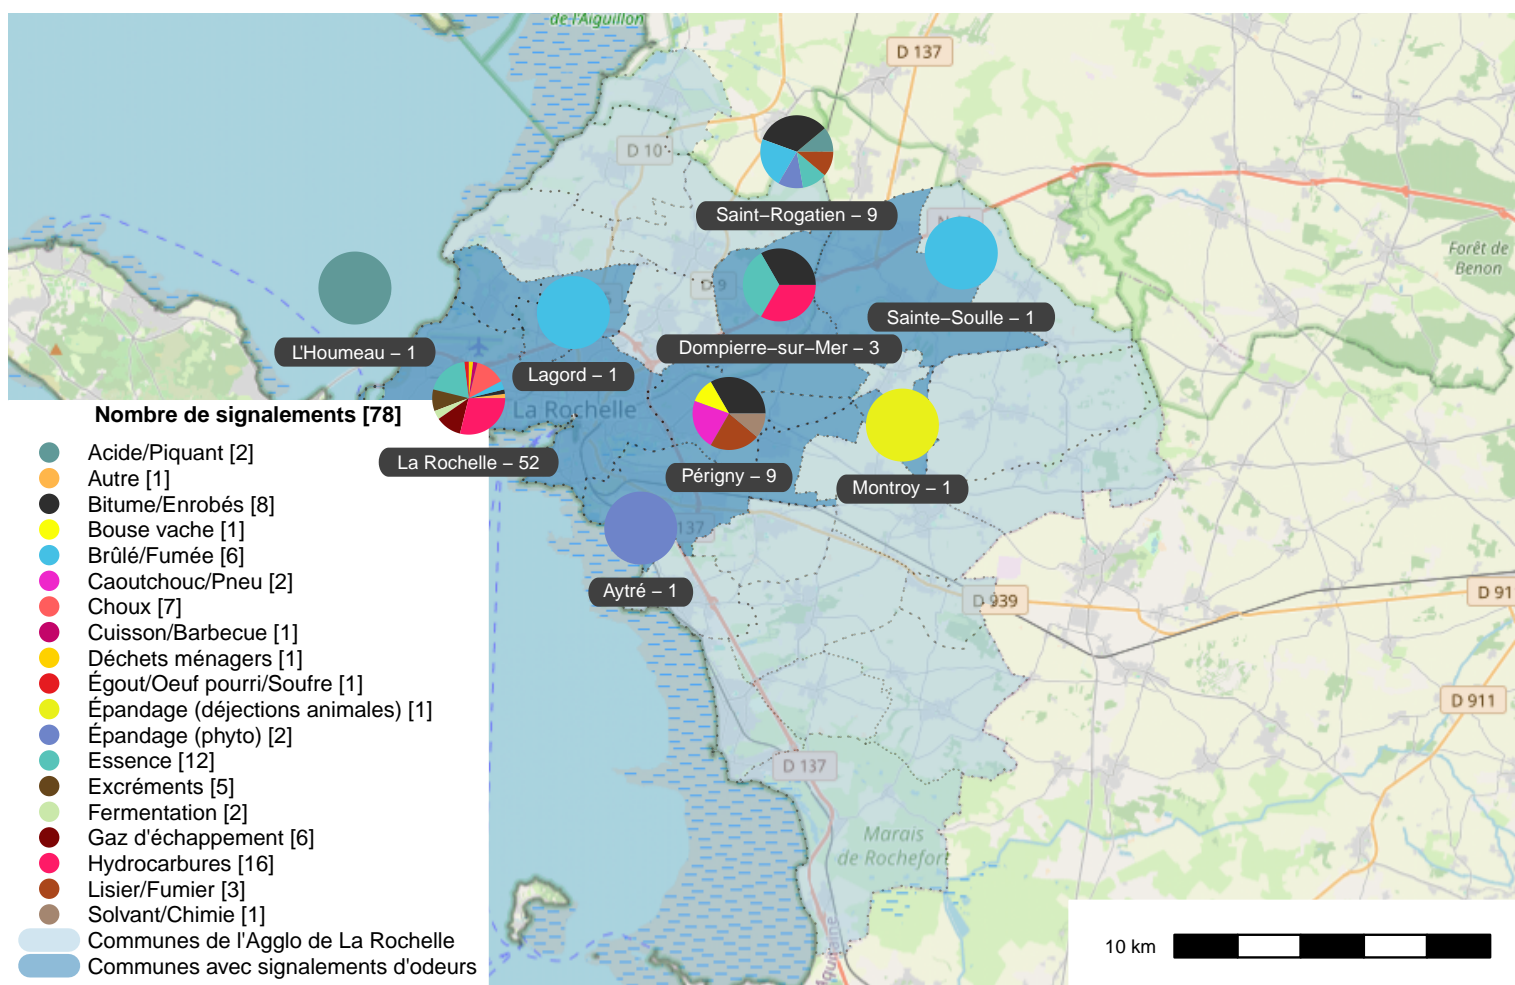 de l'Aiguillon
D 137
D 10
Saint–Rogatien – 9
N
Forêt de
Benon
D 9
Sainte–Soulle – 1
L'Houmeau – 1
Dompierre–sur–Mer – 3
Lagord – 1
La Rochelle
La Rochelle – 52
Périgny – 9
Montroy – 1
137
Aytré – 1
D 939
D 91
D 911
D 137
Marais
de Rochefort
Aquitaine
Nombre de signalements [78]
Acide/Piquant [2]
Autre [1]
Bitume/Enrobés [8]
Bouse vache [1]
Brûlé/Fumée [6]
Caoutchouc/Pneu [2]
Choux [7]
Cuisson/Barbecue [1]
Déchets ménagers [1]
Égout/Oeuf pourri/Soufre [1]
Épandage (déjections animales) [1]
Épandage (phyto) [2]
Essence [12]
Excréments [5]
Fermentation [2]
Gaz d'échappement [6]
Hydrocarbures [16]
Lisier/Fumier [3]
Solvant/Chimie [1]
Communes de l'Agglo de La Rochelle
Communes avec signalements d'odeurs
10 km